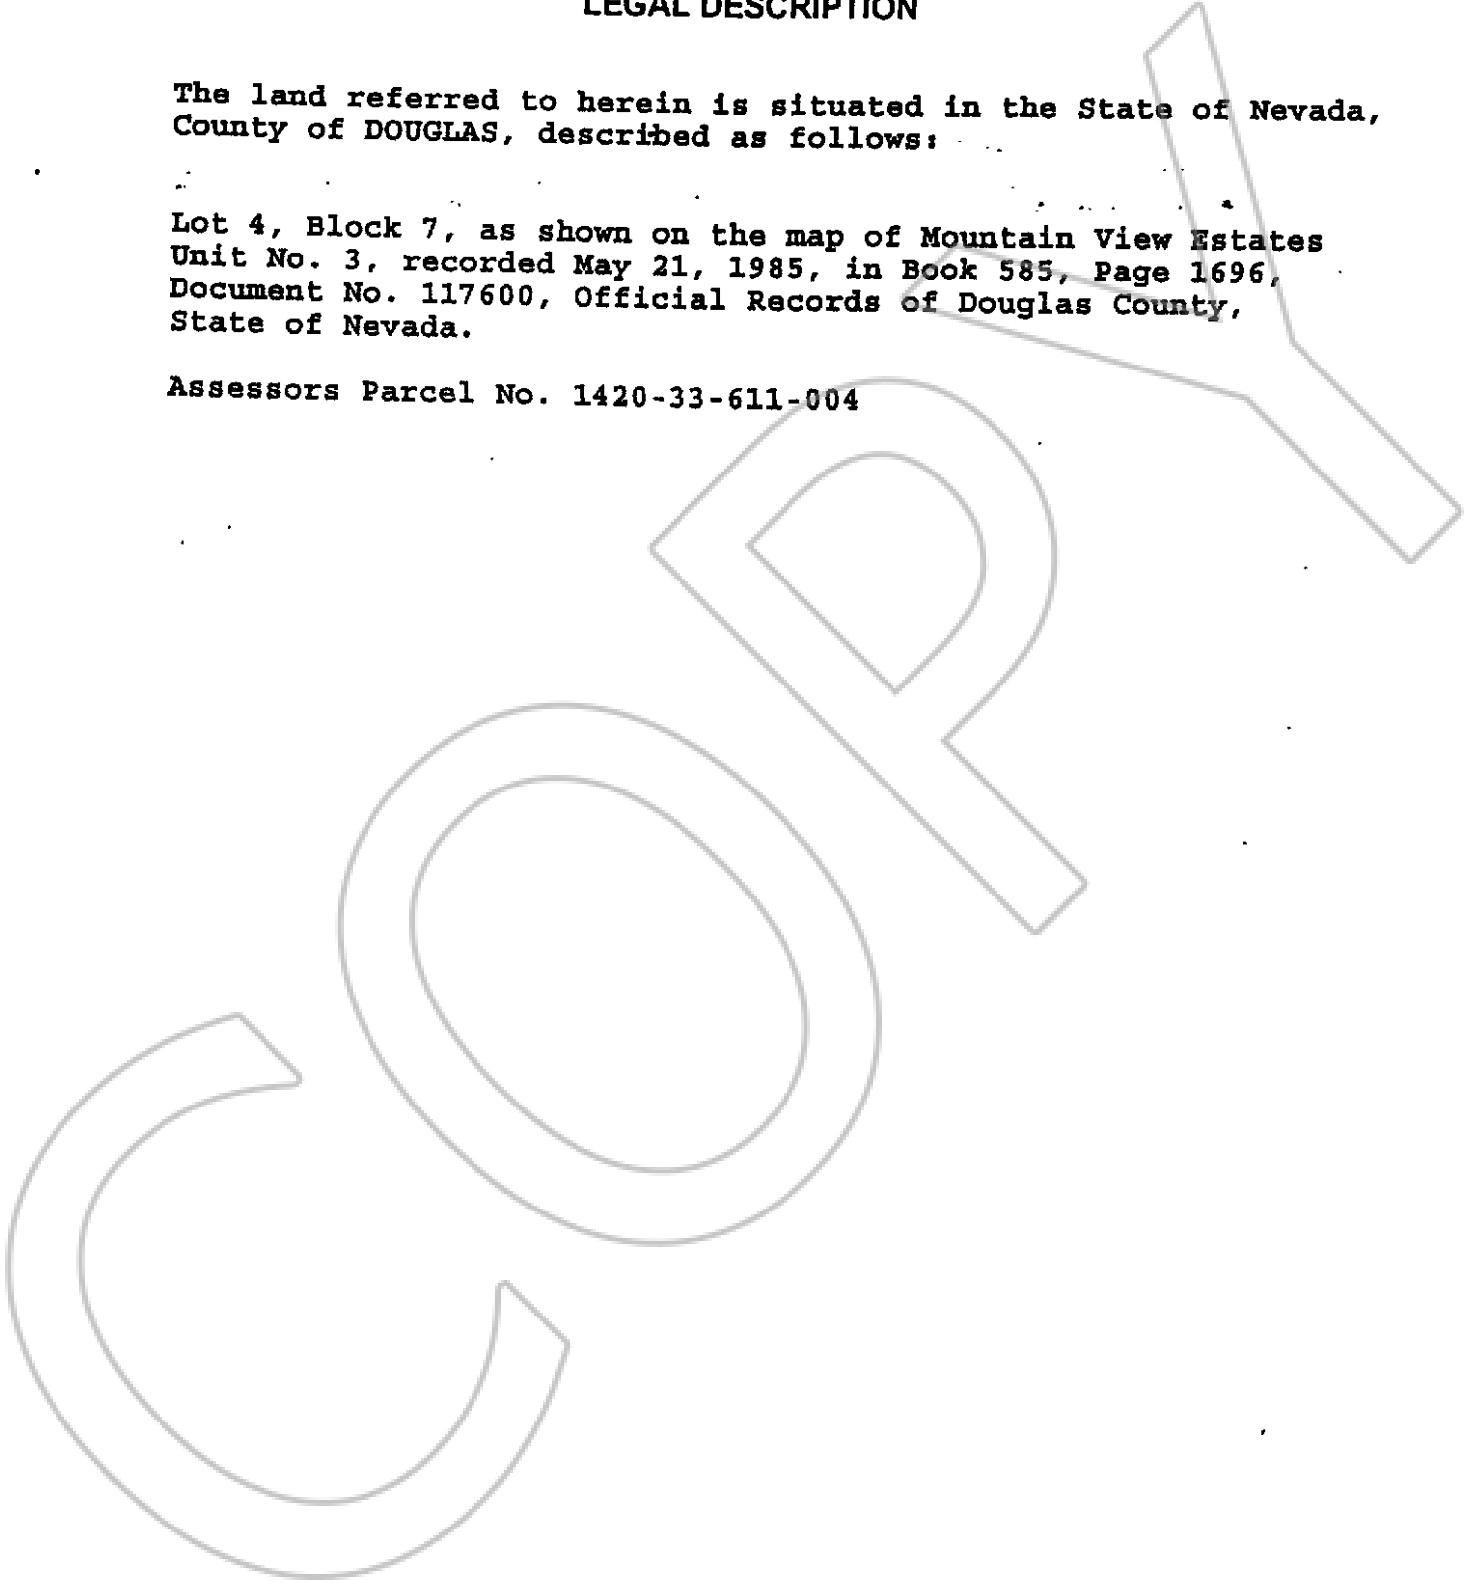 LEGAL DESCRIPTION
The land referred to herein is situated in the State of Nevada,
County of DOUGLAS, described as follows:
Lot 4, Block 7, as shown on the map of Mountain View Estates
Unit No. 3, recorded May 21, 1985, in Book 585, Page 1696,
Document No. 117600, Official Records of Douglas County,
State of Nevada.
Assessors Parcel No. 1420-33-611-004
COPY